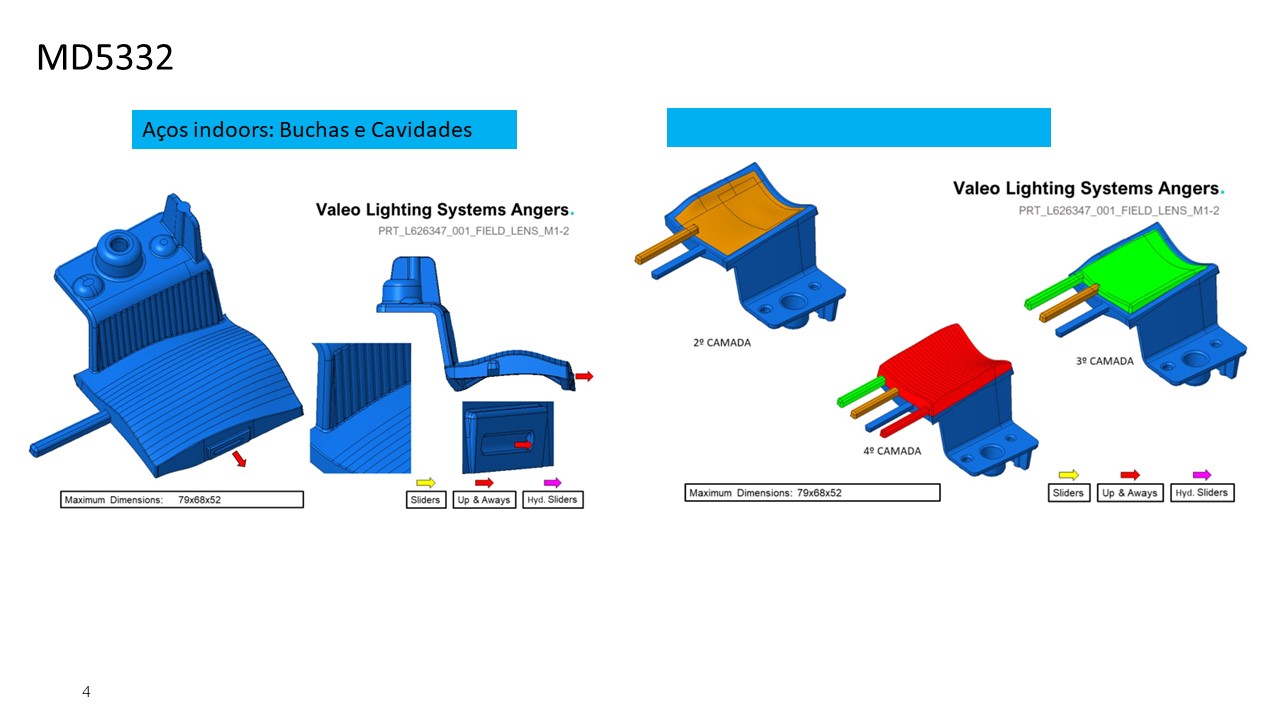 MD5332
Aços indoors: Buchas e Cavidades
Valeo Lighting Systems Angers.
PRT_L626347_001_FIELD_LENS_M1-2
Maximum Dimensions: 79x68x52
Sliders
Up & Aways
Hyd. Sliders
Valeo Lighting Systems Angers.
PRT_L626347_001_FIELD_LENS_M1-2
2º CAMADA
3º CAMADA
4º CAMADA
Maximum Dimensions: 79x68x52
Sliders
Up & Aways
Hyd. Sliders
4